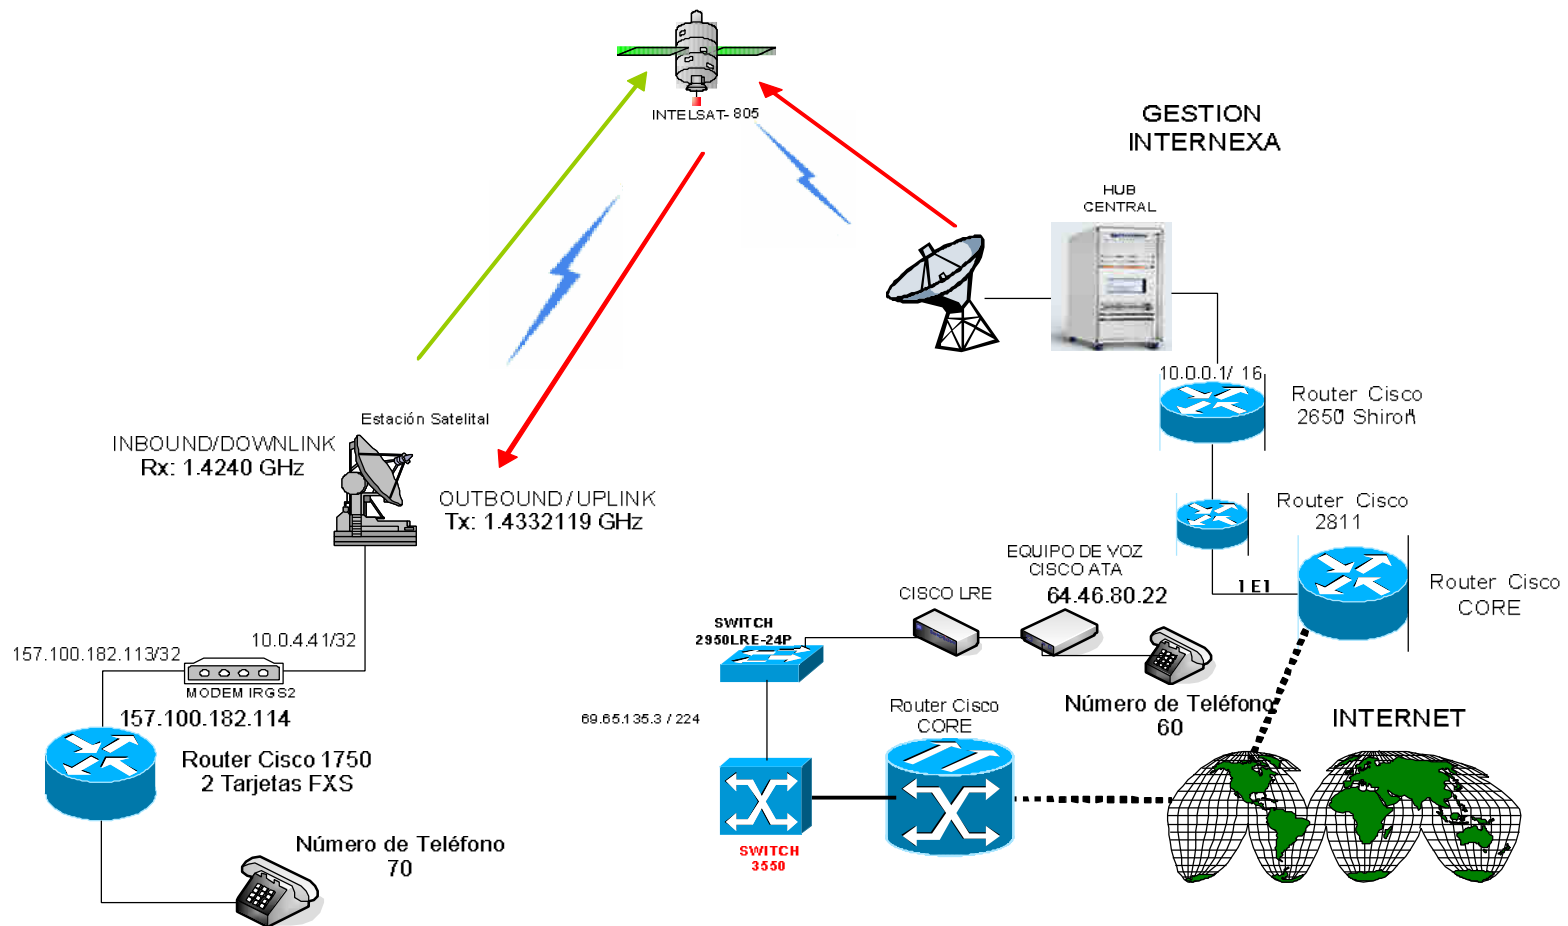 INTELSAT- 805
GESTION
INTERNEXA
HUB
CENTRAL
10.0.0.1/ 16
Router Cisco
2650 Shiron
Estación Satelital
INBOUND/DOWNLINK
Rx: 1.4240 GHz
OUTBOUND/UPLINK
Tx: 1.4332119 GHz
Router Cisco
2811
EQUIPO DE VOZ
CISCO ATA
64.46.80.22
1 E1
Router Cisco
CORE
CISCO LRE
SWITCH
2950LRE-24P
10.0.4.41/32
157.100.182.113/32
MODEM IRGS2
157.100.182.114
Router Cisco 1750
2 Tarjetas FXS
69.65.135.3 / 224
Router Cisco
CORE
Número de Teléfono
60
INTERNET
SWITCH
3550
Número de Teléfono
70